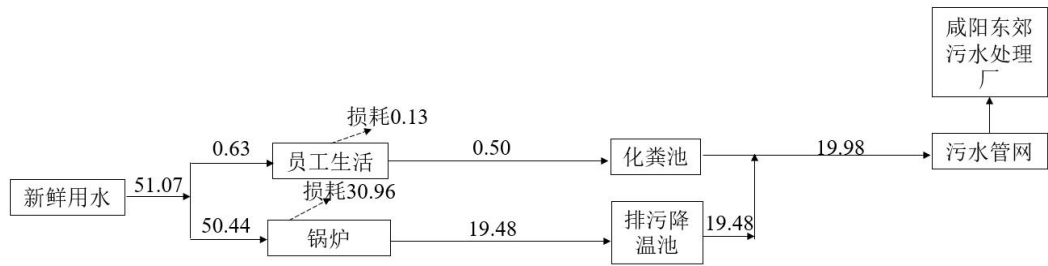 咸阳东郊
污水处理
厂
损耗0.13
0.63
员工生活
0.50
化粪池
19.98
污水管网
新鲜用水
51.07
损耗30.96
50.44
锅炉
19.48
排污降
温池
19.48